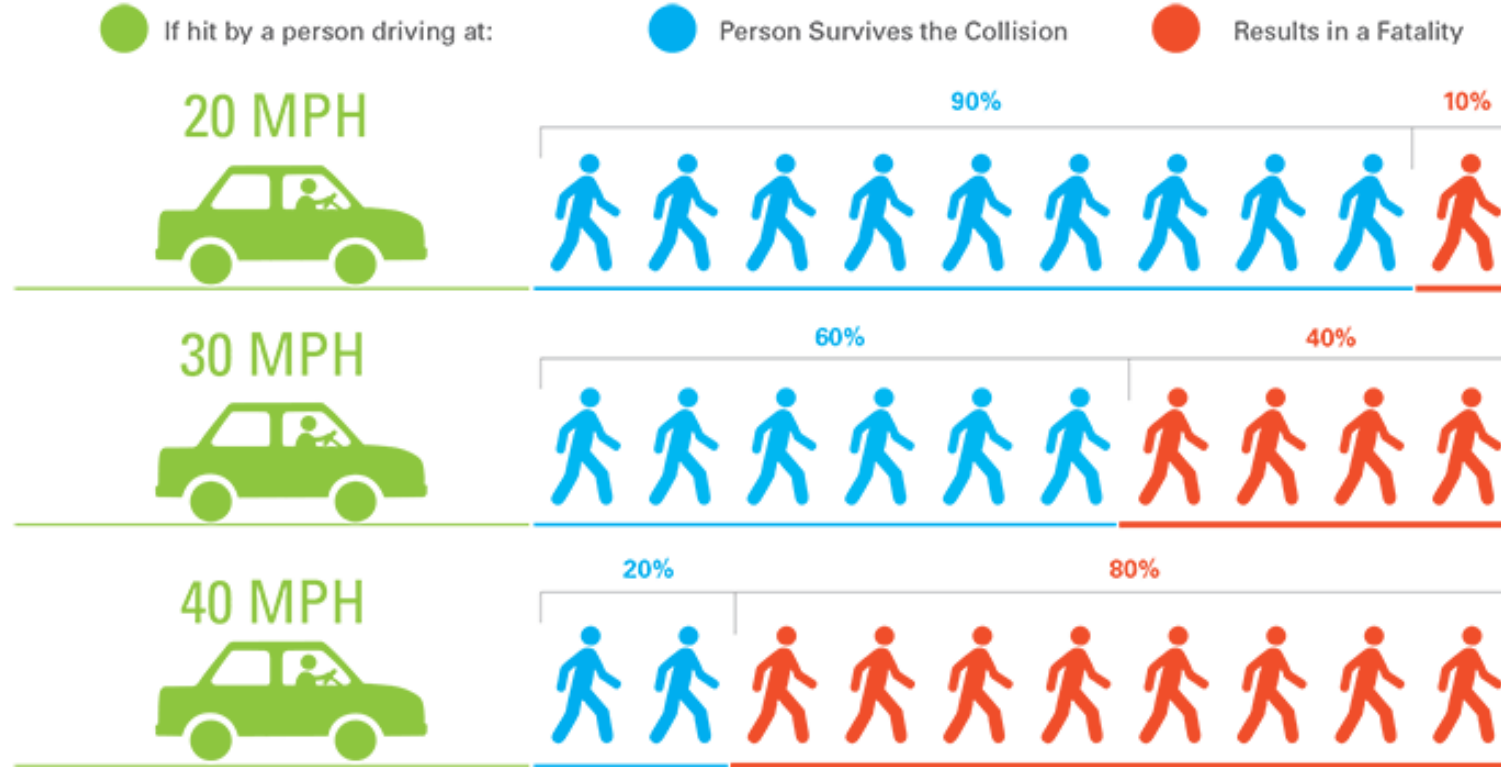 If hit by a person driving at:
Person Survives the Collision
Results in a Fatality
20 MPH
90%
10%
30 MPH
60%
40%
40 MPH
20%
80%